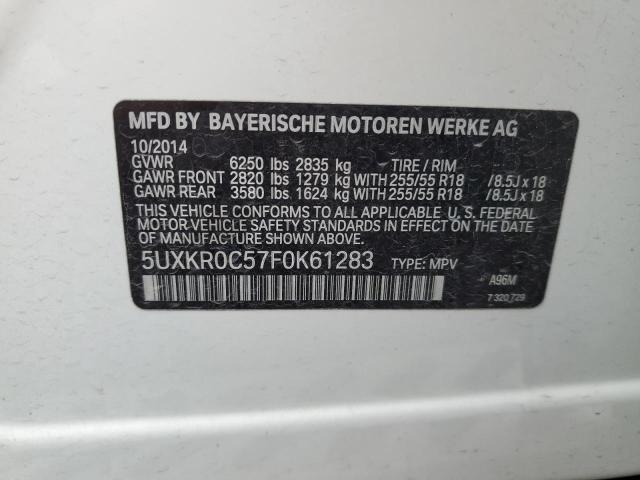 MFD BY BAYERISCHE MOTOREN WERKE AG
10/2014
GVWR 6250 lbs 2835 kg TIRE / RIM
GAWR FRONT 2820 lbs 1279 kg WITH 255/55 R18 /8.5J x 18
GAWR REAR 3580 lbs 1624 kg WITH 255/55 R18 /8.5J x 18
THIS VEHICLE CONFORMS TO ALL APPLICABLE U. S. FEDERAL
MOTOR VEHICLE SAFETY STANDARDS IN EFFECT ON THE
DATE OF MANUFACTURE SHOWN ABOVE.
5UXKR0C57F0K61283 TYPE: MPV
A96M
7 320 729